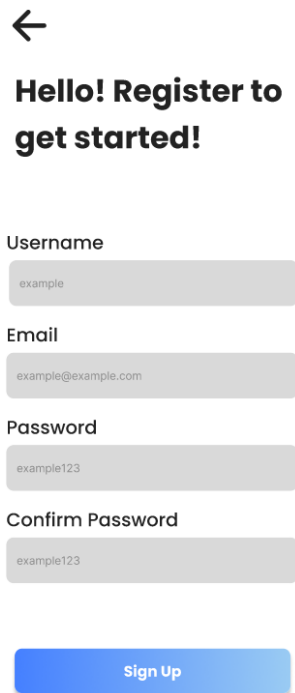 Hello! Register to
get started!
Username
example
Email
example@example.com
Password
example123
Confirm Password
example123
Sign Up